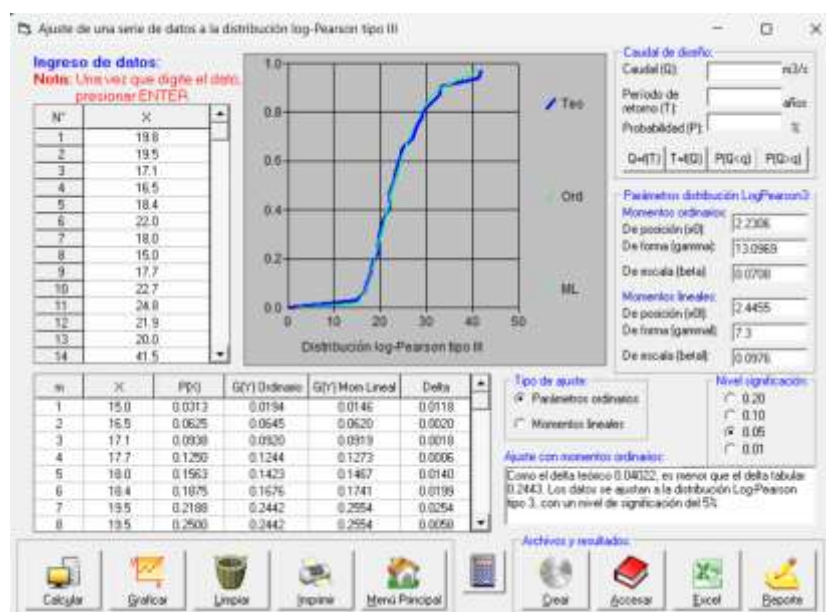 Ajuste de una serie de datos a la distribución log-Pearson tipo III
Ingreso de datos:
Nota: Una vez que digite el dato,
presionar ENTER
N° X
1 19.8
2 19.5
3 17.1
4 16.5
5 18.4
6 22.0
7 18.0
8 15.0
9 17.7
10 22.7
11 24.8
12 21.9
13 20.0
14 41.5
1.0
0.8
0.6
0.4
0.2
0.0
0 10 20 30 40 50
Distribución log-Pearson tipo III
Teo
Ord
ML
Caudal de diseño:
Caudal (Q): m3/s
Período de
retorno (T): años
Probabilidad (P): %
Q=f(T) T=f(Q) P(Q<q) P(Q>q)
Parámetros distribución LogPearson3
Momentos ordinarios:
De posición (x0): 2.2306
De forma (gamma): 13.0969
De escala (beta): 0.0708
Momentos lineales:
De posición (x0l): 2.4455
De forma (gammal): 7.3
De escala (betal): 0.0976
m X P(X) G(Y) Ordinario G(Y) Mom Lineal Delta
1 15.0 0.0313 0.0194 0.0146 0.0118
2 16.5 0.0625 0.0645 0.0620 0.0020
3 17.1 0.0938 0.0920 0.0919 0.0018
4 17.7 0.1250 0.1244 0.1273 0.0006
5 18.0 0.1563 0.1423 0.1467 0.0140
6 18.4 0.1875 0.1676 0.1741 0.0199
7 19.5 0.2188 0.2442 0.2554 0.0254
8 19.5 0.2500 0.2442 0.2554 0.0058
Tipo de ajuste:
Parámetros ordinarios
Momentos lineales
Nivel significación:
0.20
0.10
0.05
0.01
Ajuste con momentos ordinarios:
Como el delta teórico 0.04022, es menor que el delta tabular
0.2443. Los datos se ajustan a la distribución Log-Pearson
tipo 3, con un nivel de significación del 5%
Calcular Graficar Limpiar Imprimir Menú Principal
Archivos y resultados:
Crear Accesar Excel Reporte